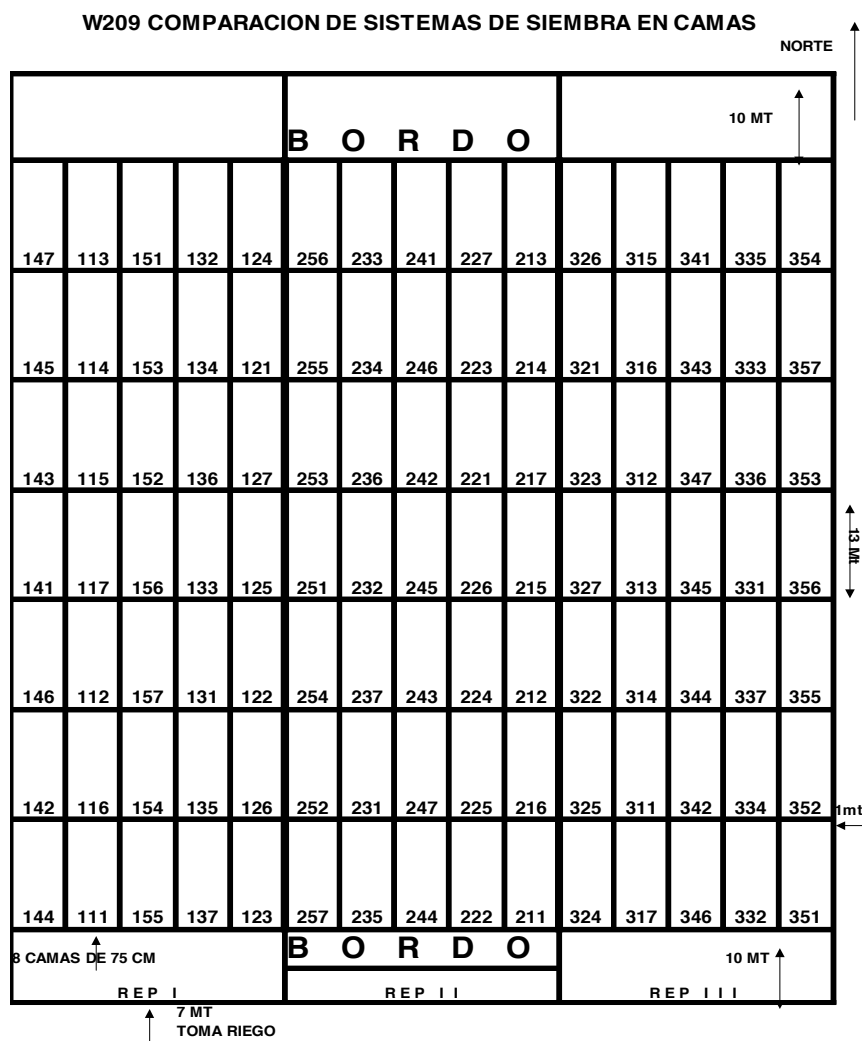 W209 COMPARACION DE SISTEMAS DE SIEMBRA EN CAMAS
NORTE
10 MT
B O R D O
147 113 151 132 124 256 233 241 227 213 326 315 341 335 354
145 114 153 134 121 255 234 246 223 214 321 316 343 333 357
143 115 152 136 127 253 236 242 221 217 323 312 347 336 353
13 Mt
141 117 156 133 125 251 232 245 226 215 327 313 345 331 356
146 112 157 131 122 254 237 243 224 212 322 314 344 337 355
142 116 154 135 126 252 231 247 225 216 325 311 342 334 352 1mt
144 111 155 137 123 257 235 244 222 211 324 317 346 332 351
B O R D O
8 CAMAS DE 75 CM 10 MT
REP I REP II REP III
7 MT
TOMA RIEGO